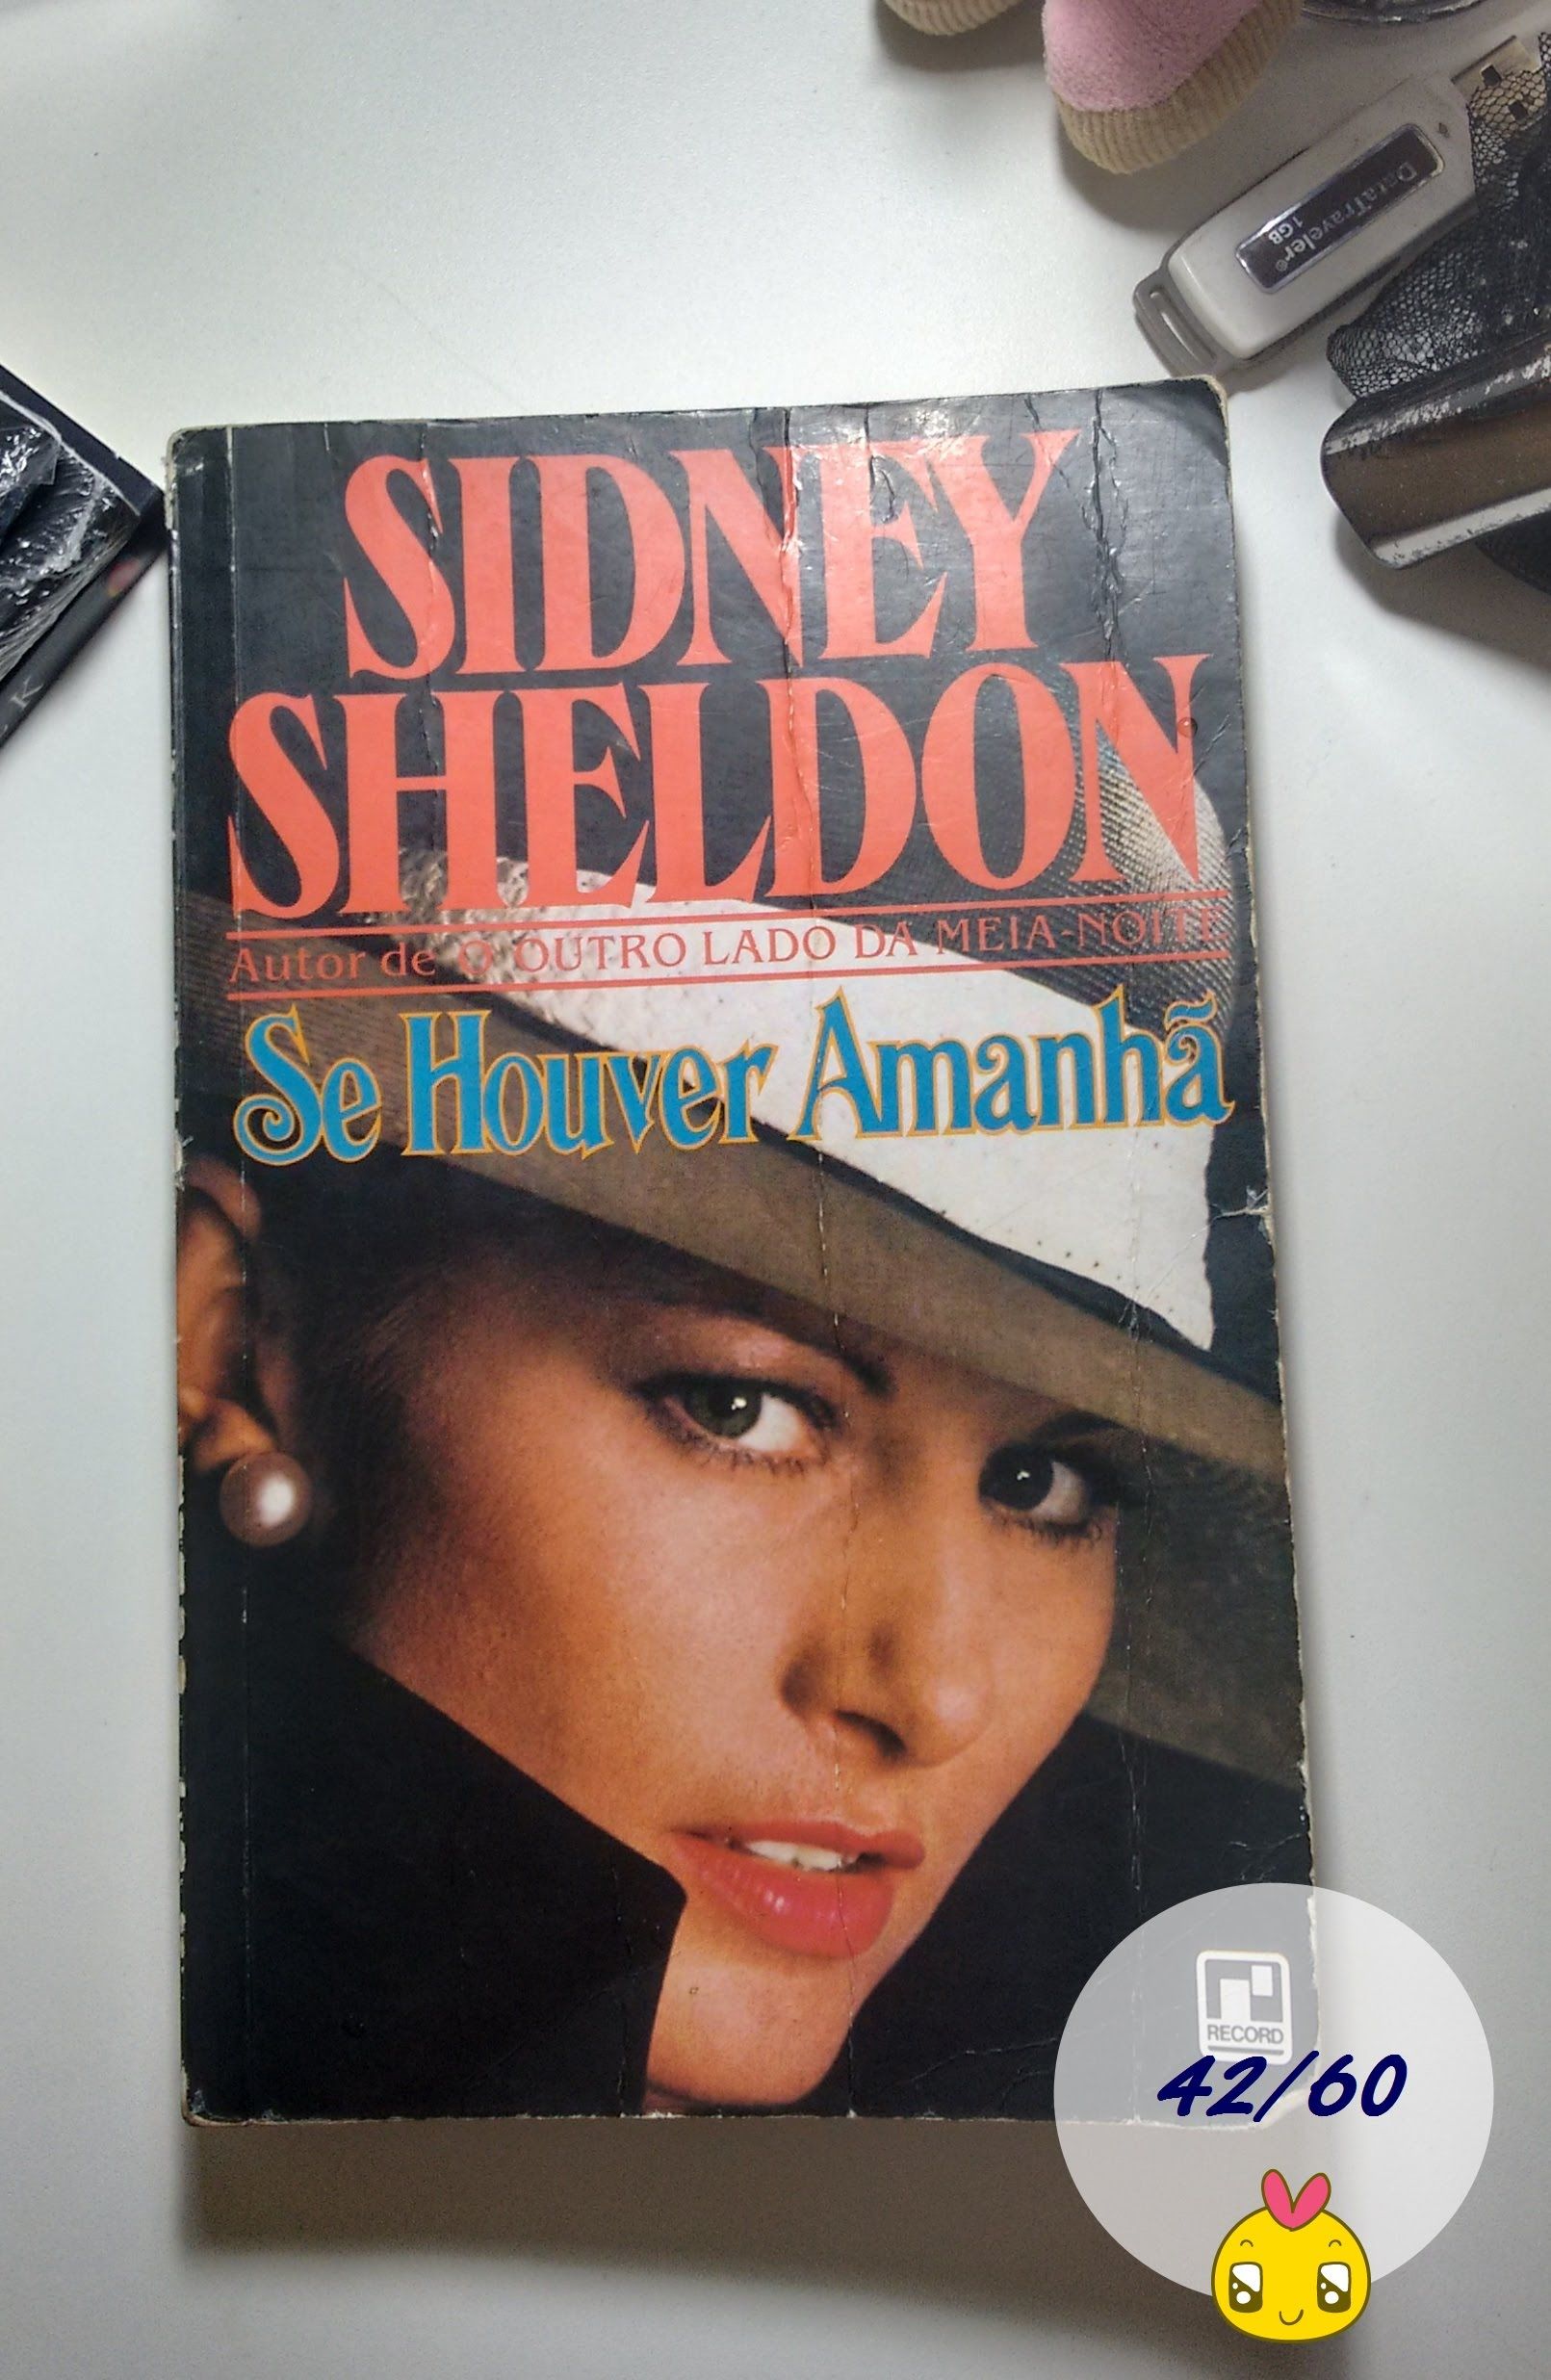 DataTraveler®
1GB
SIDNEY
SHELDON
Autor de O OUTRO LADO DA MEIA-NOITE
Se Houver Amanhã
K
RECORD
42/60